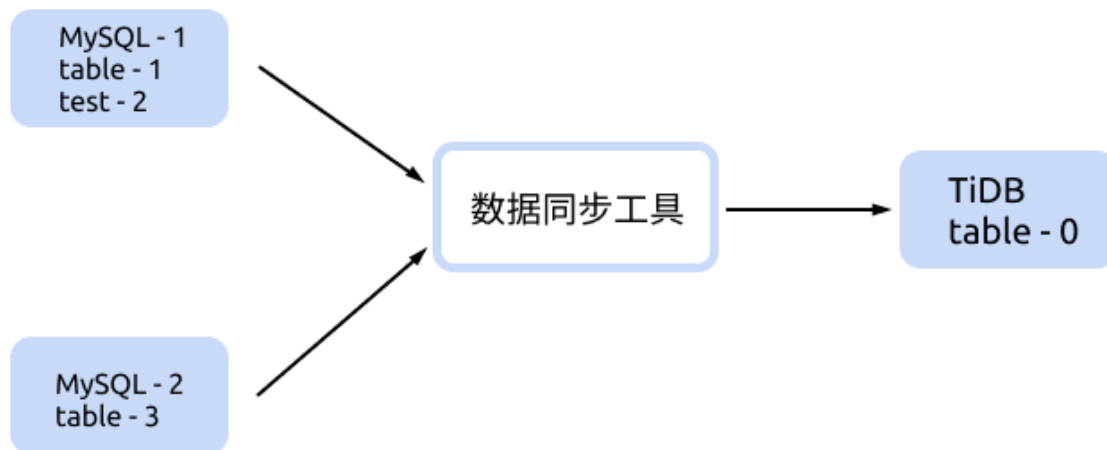 MySQL - 1
table - 1
test - 2
数据同步工具
TiDB
table - 0
MySQL - 2
table - 3